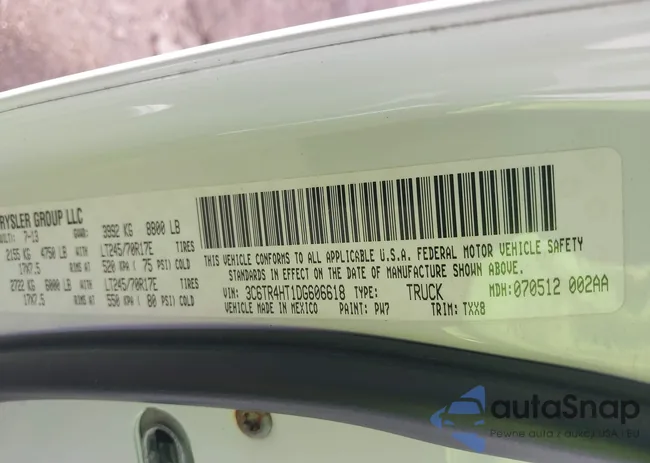 RYSLER GROUP LLC
7-13 GAWR: 3992 KG 8800 LB
2155 KG 4750 LB WITH LT245/70R17E TIRES
17X7.5 RIMS AT 520 KPA ( 75 PSI) COLD
2722 KG 6000 LB WITH LT245/70R17E TIRES
17X7.5 RIMS AT 550 KPA ( 80 PSI) COLD
THIS VEHICLE CONFORMS TO ALL APPLICABLE U.S.A. FEDERAL MOTOR VEHICLE SAFETY
STANDARDS IN EFFECT ON THE DATE OF MANUFACTURE SHOWN ABOVE.
VIN: 3C6TR4HT1DG606618 TYPE: TRUCK MDH: 070512 002AA
VEHICLE MADE IN MEXICO PAINT: PW7 TRIM: TXX8
autoSnap
Pewne auta z aukcji USA i EU